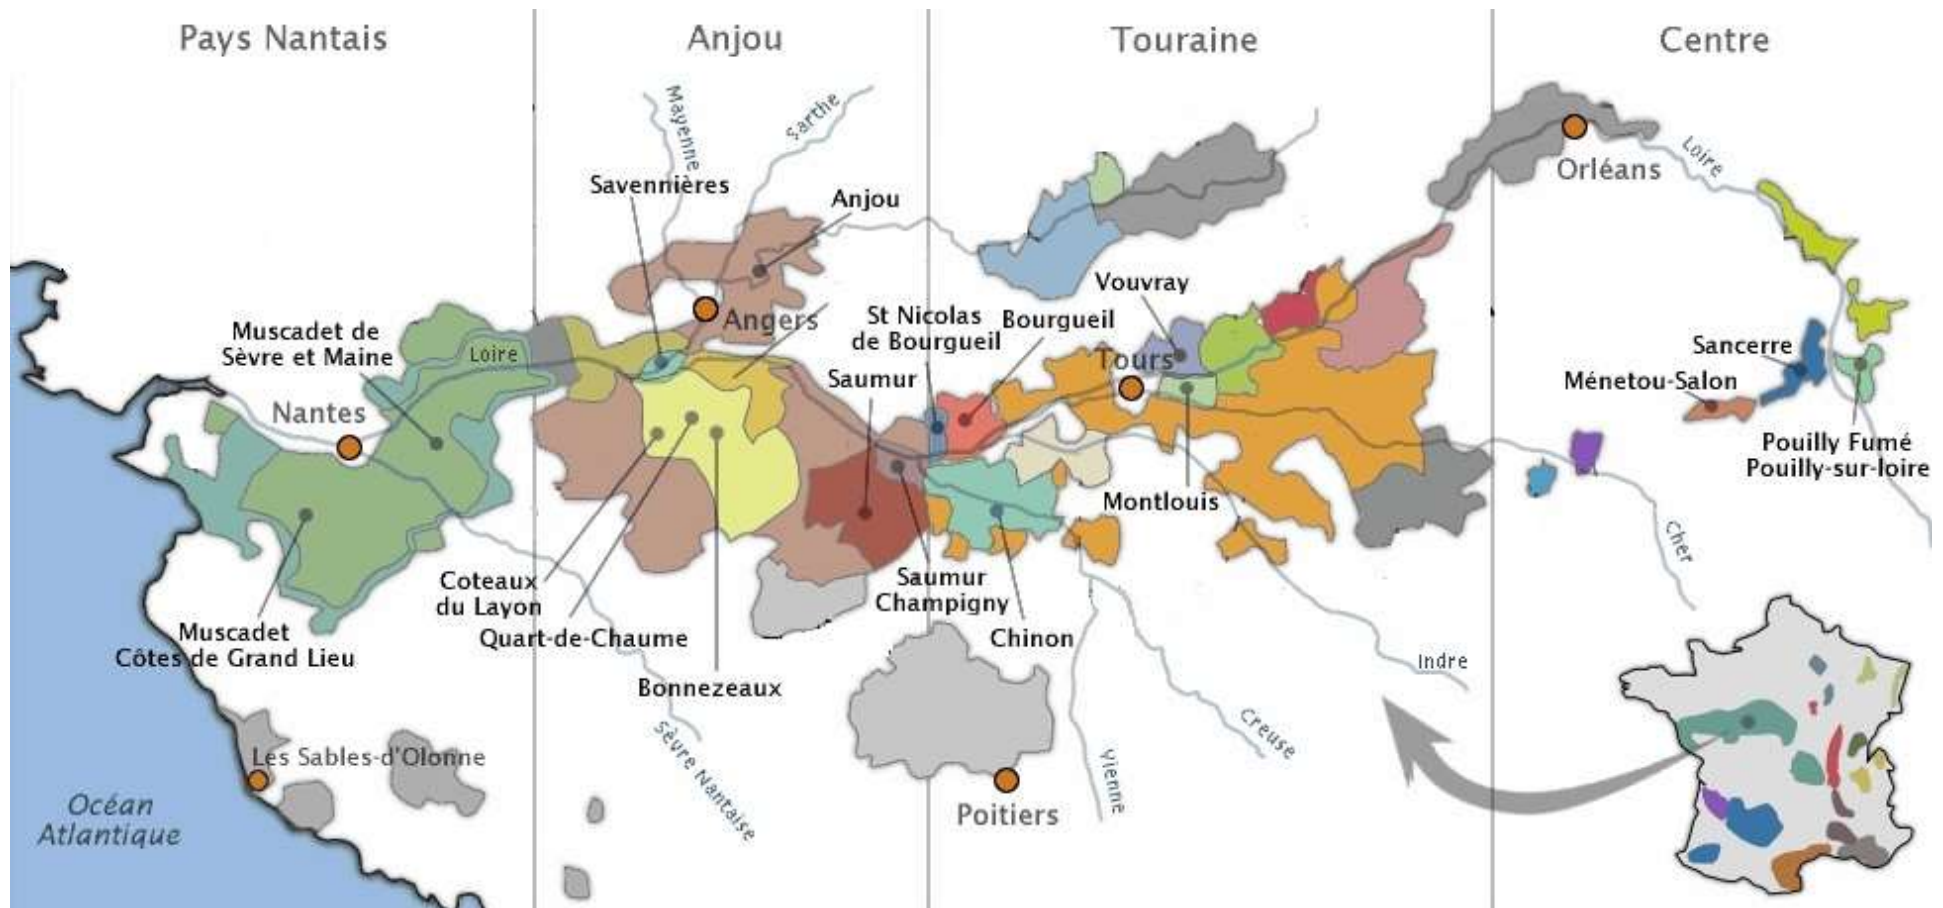 Pays Nantais
Anjou
Touraine
Centre
Mayenne
Sarthe
Loire
Orléans
Savennières
Anjou
Vouvray
Angers
St Nicolas
de Bourgueil
Bourgueil
Muscadet de
Sèvre et Maine
Loire
Tours
Sancerre
Saumur
Ménetou-Salon
Nantes
Pouilly Fumé
Pouilly-sur-loire
Montlouis
Cher
Coteaux
du Layon
Saumur
Champigny
Quart-de-Chaume
Chinon
Muscadet
Côtes de Grand Lieu
Indre
Bonnezeaux
Sèvre Nantaise
Creuse
Vienne
Les Sables-d'Olonne
Océan
Atlantique
Poitiers